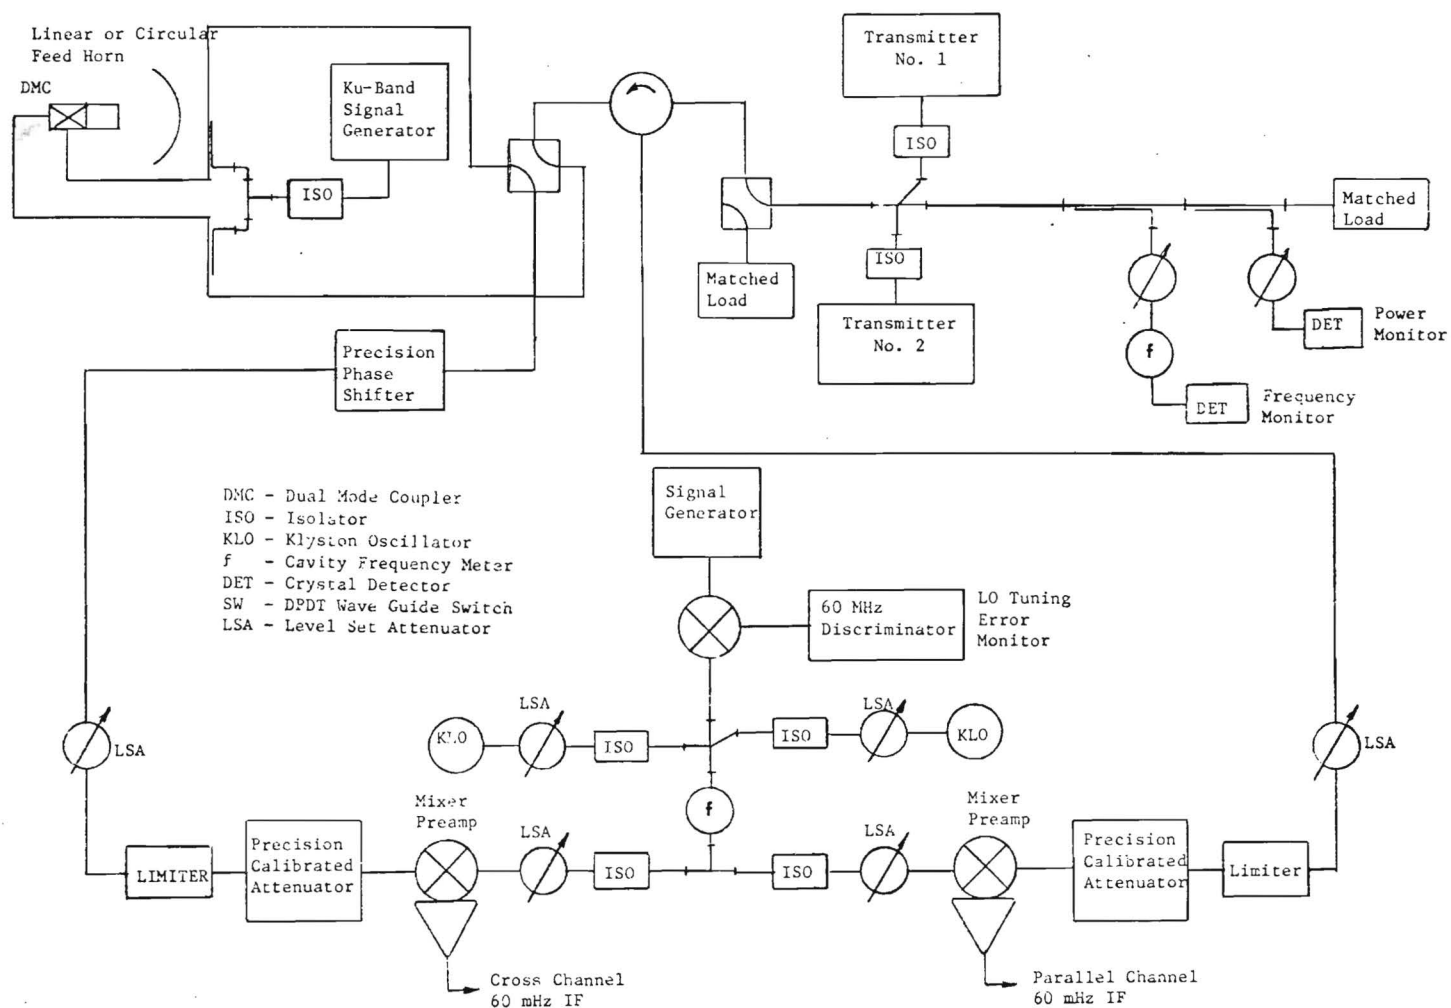 Linear or Circular
Feed Horn
DMC
Ku-Band
Signal
Generator
ISO
Transmitter
No. 1
ISO
ISO
Transmitter
No. 2
Matched
Load
Matched
Load
DET
Power
Monitor
f
DET
Frequency
Monitor
Precision
Phase
Shifter
DMC - Dual Mode Coupler
ISO - Isolator
KLO - Klyston Oscillator
f - Cavity Frequency Meter
DET - Crystal Detector
SW - DPDT Wave Guide Switch
LSA - Level Set Attenuator
Signal
Generator
60 MHz
Discriminator
LO Tuning
Error
Monitor
LSA
KLO
LSA
ISO
ISO
LSA
KLO
LSA
f
LIMITER
Precision
Calibrated
Attenuator
Mixer
Preamp
LSA
ISO
ISO
LSA
Mixer
Preamp
Precision
Calibrated
Attenuator
Limiter
Cross Channel
60 mHz IF
Parallel Channel
60 mHz IF